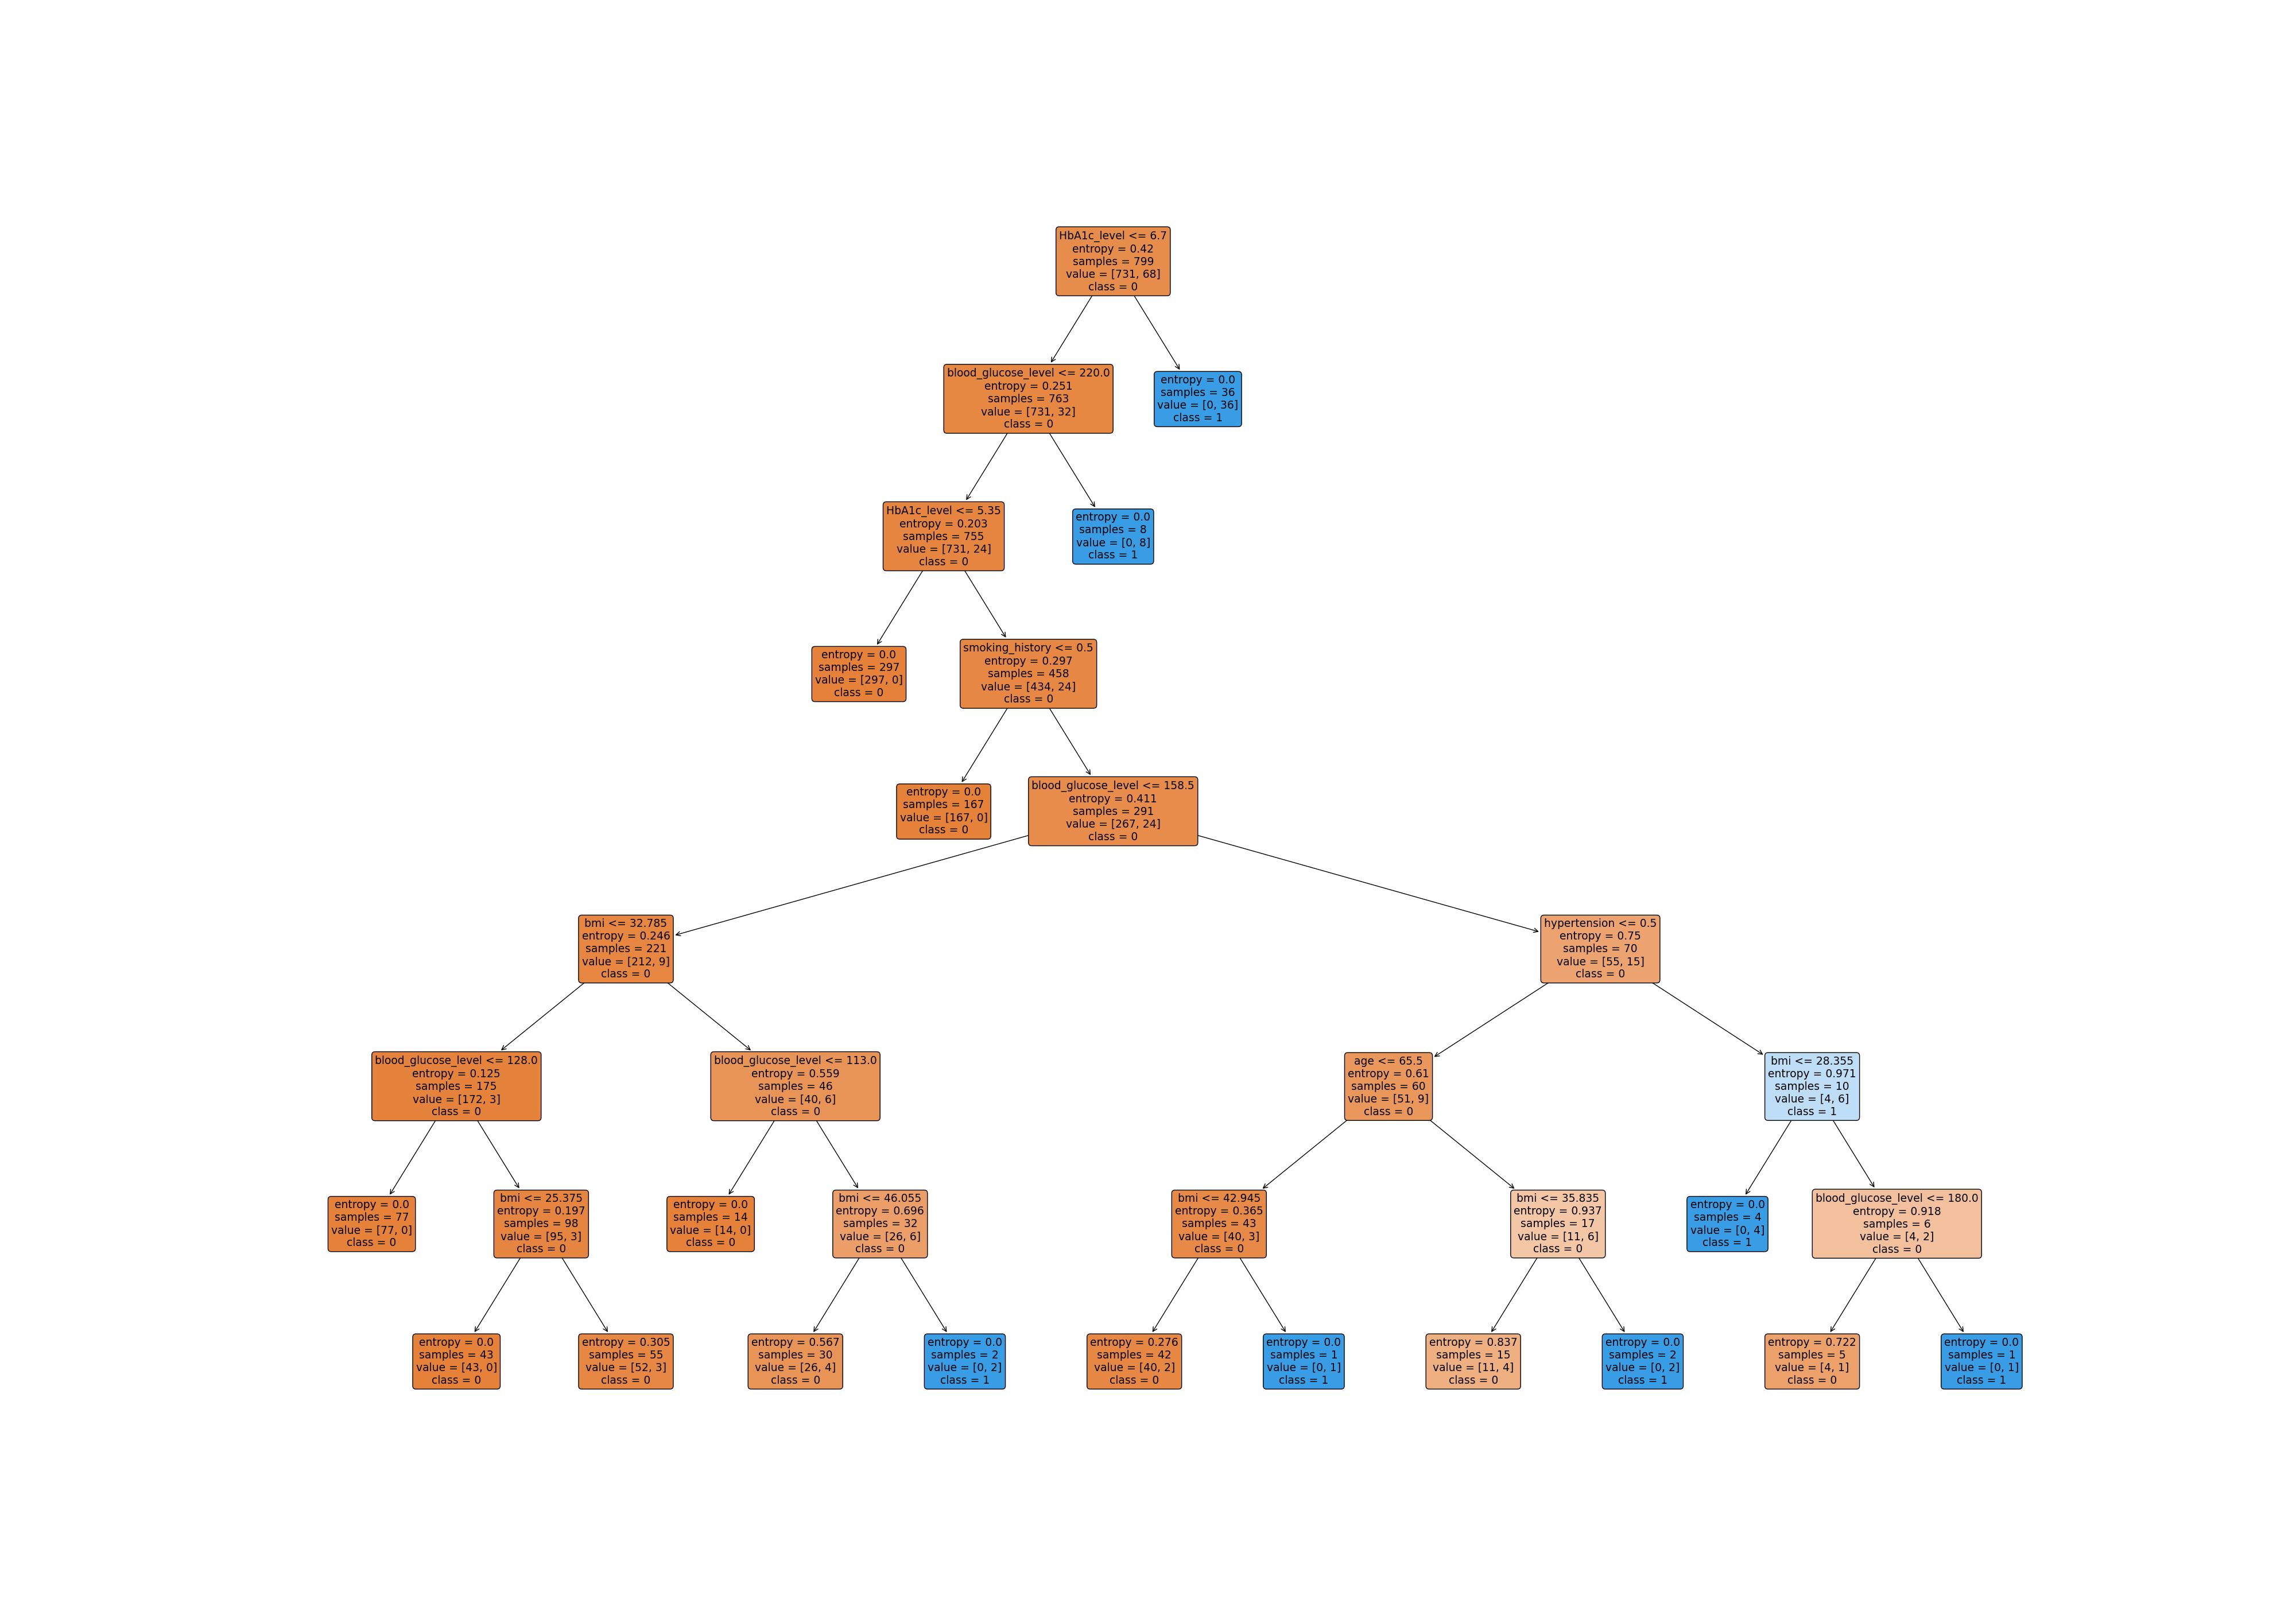 HbA1c_level <= 6.7
entropy = 0.42
samples = 799
value = [731, 68]
class = 0
blood_glucose_level <= 220.0
entropy = 0.251
samples = 763
value = [731, 32]
class = 0
entropy = 0.0
samples = 36
value = [0, 36]
class = 1
HbA1c_level <= 5.35
entropy = 0.203
samples = 755
value = [731, 24]
class = 0
entropy = 0.0
samples = 8
value = [0, 8]
class = 1
entropy = 0.0
samples = 297
value = [297, 0]
class = 0
smoking_history <= 0.5
entropy = 0.297
samples = 458
value = [434, 24]
class = 0
entropy = 0.0
samples = 167
value = [167, 0]
class = 0
blood_glucose_level <= 158.5
entropy = 0.411
samples = 291
value = [267, 24]
class = 0
bmi <= 32.785
entropy = 0.246
samples = 221
value = [212, 9]
class = 0
hypertension <= 0.5
entropy = 0.75
samples = 70
value = [55, 15]
class = 0
blood_glucose_level <= 128.0
entropy = 0.125
samples = 175
value = [172, 3]
class = 0
blood_glucose_level <= 113.0
entropy = 0.559
samples = 46
value = [40, 6]
class = 0
age <= 65.5
entropy = 0.61
samples = 60
value = [51, 9]
class = 0
bmi <= 28.355
entropy = 0.971
samples = 10
value = [4, 6]
class = 1
entropy = 0.0
samples = 77
value = [77, 0]
class = 0
bmi <= 25.375
entropy = 0.197
samples = 98
value = [95, 3]
class = 0
entropy = 0.0
samples = 14
value = [14, 0]
class = 0
bmi <= 46.055
entropy = 0.696
samples = 32
value = [26, 6]
class = 0
bmi <= 42.945
entropy = 0.365
samples = 43
value = [40, 3]
class = 0
bmi <= 35.835
entropy = 0.937
samples = 17
value = [11, 6]
class = 0
entropy = 0.0
samples = 4
value = [0, 4]
class = 1
blood_glucose_level <= 180.0
entropy = 0.918
samples = 6
value = [4, 2]
class = 0
entropy = 0.0
samples = 43
value = [43, 0]
class = 0
entropy = 0.305
samples = 55
value = [52, 3]
class = 0
entropy = 0.567
samples = 30
value = [26, 4]
class = 0
entropy = 0.0
samples = 2
value = [0, 2]
class = 1
entropy = 0.276
samples = 42
value = [40, 2]
class = 0
entropy = 0.0
samples = 1
value = [0, 1]
class = 1
entropy = 0.837
samples = 15
value = [11, 4]
class = 0
entropy = 0.0
samples = 2
value = [0, 2]
class = 1
entropy = 0.722
samples = 5
value = [4, 1]
class = 0
entropy = 0.0
samples = 1
value = [0, 1]
class = 1